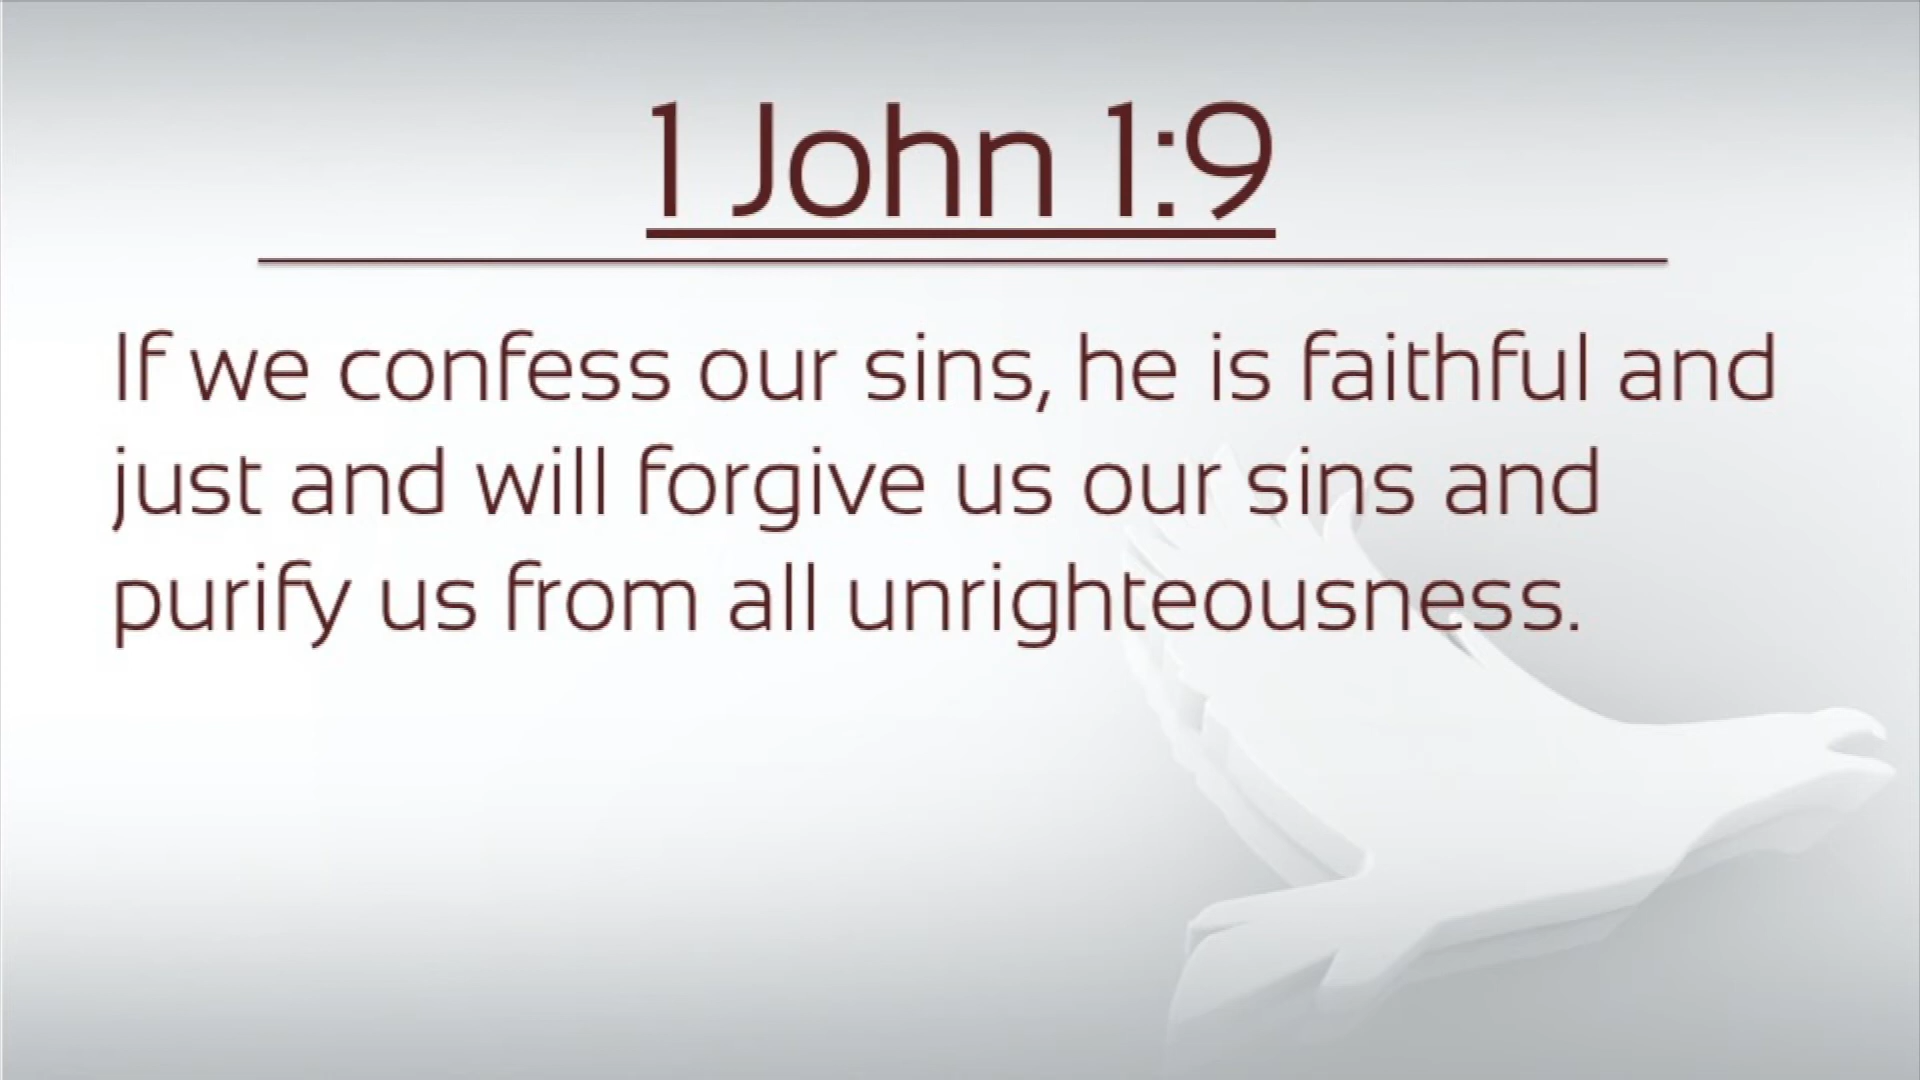 1 John 1:9
If we confess our sins, he is faithful and
just and will forgive us our sins and
purify us from all unrighteousness.